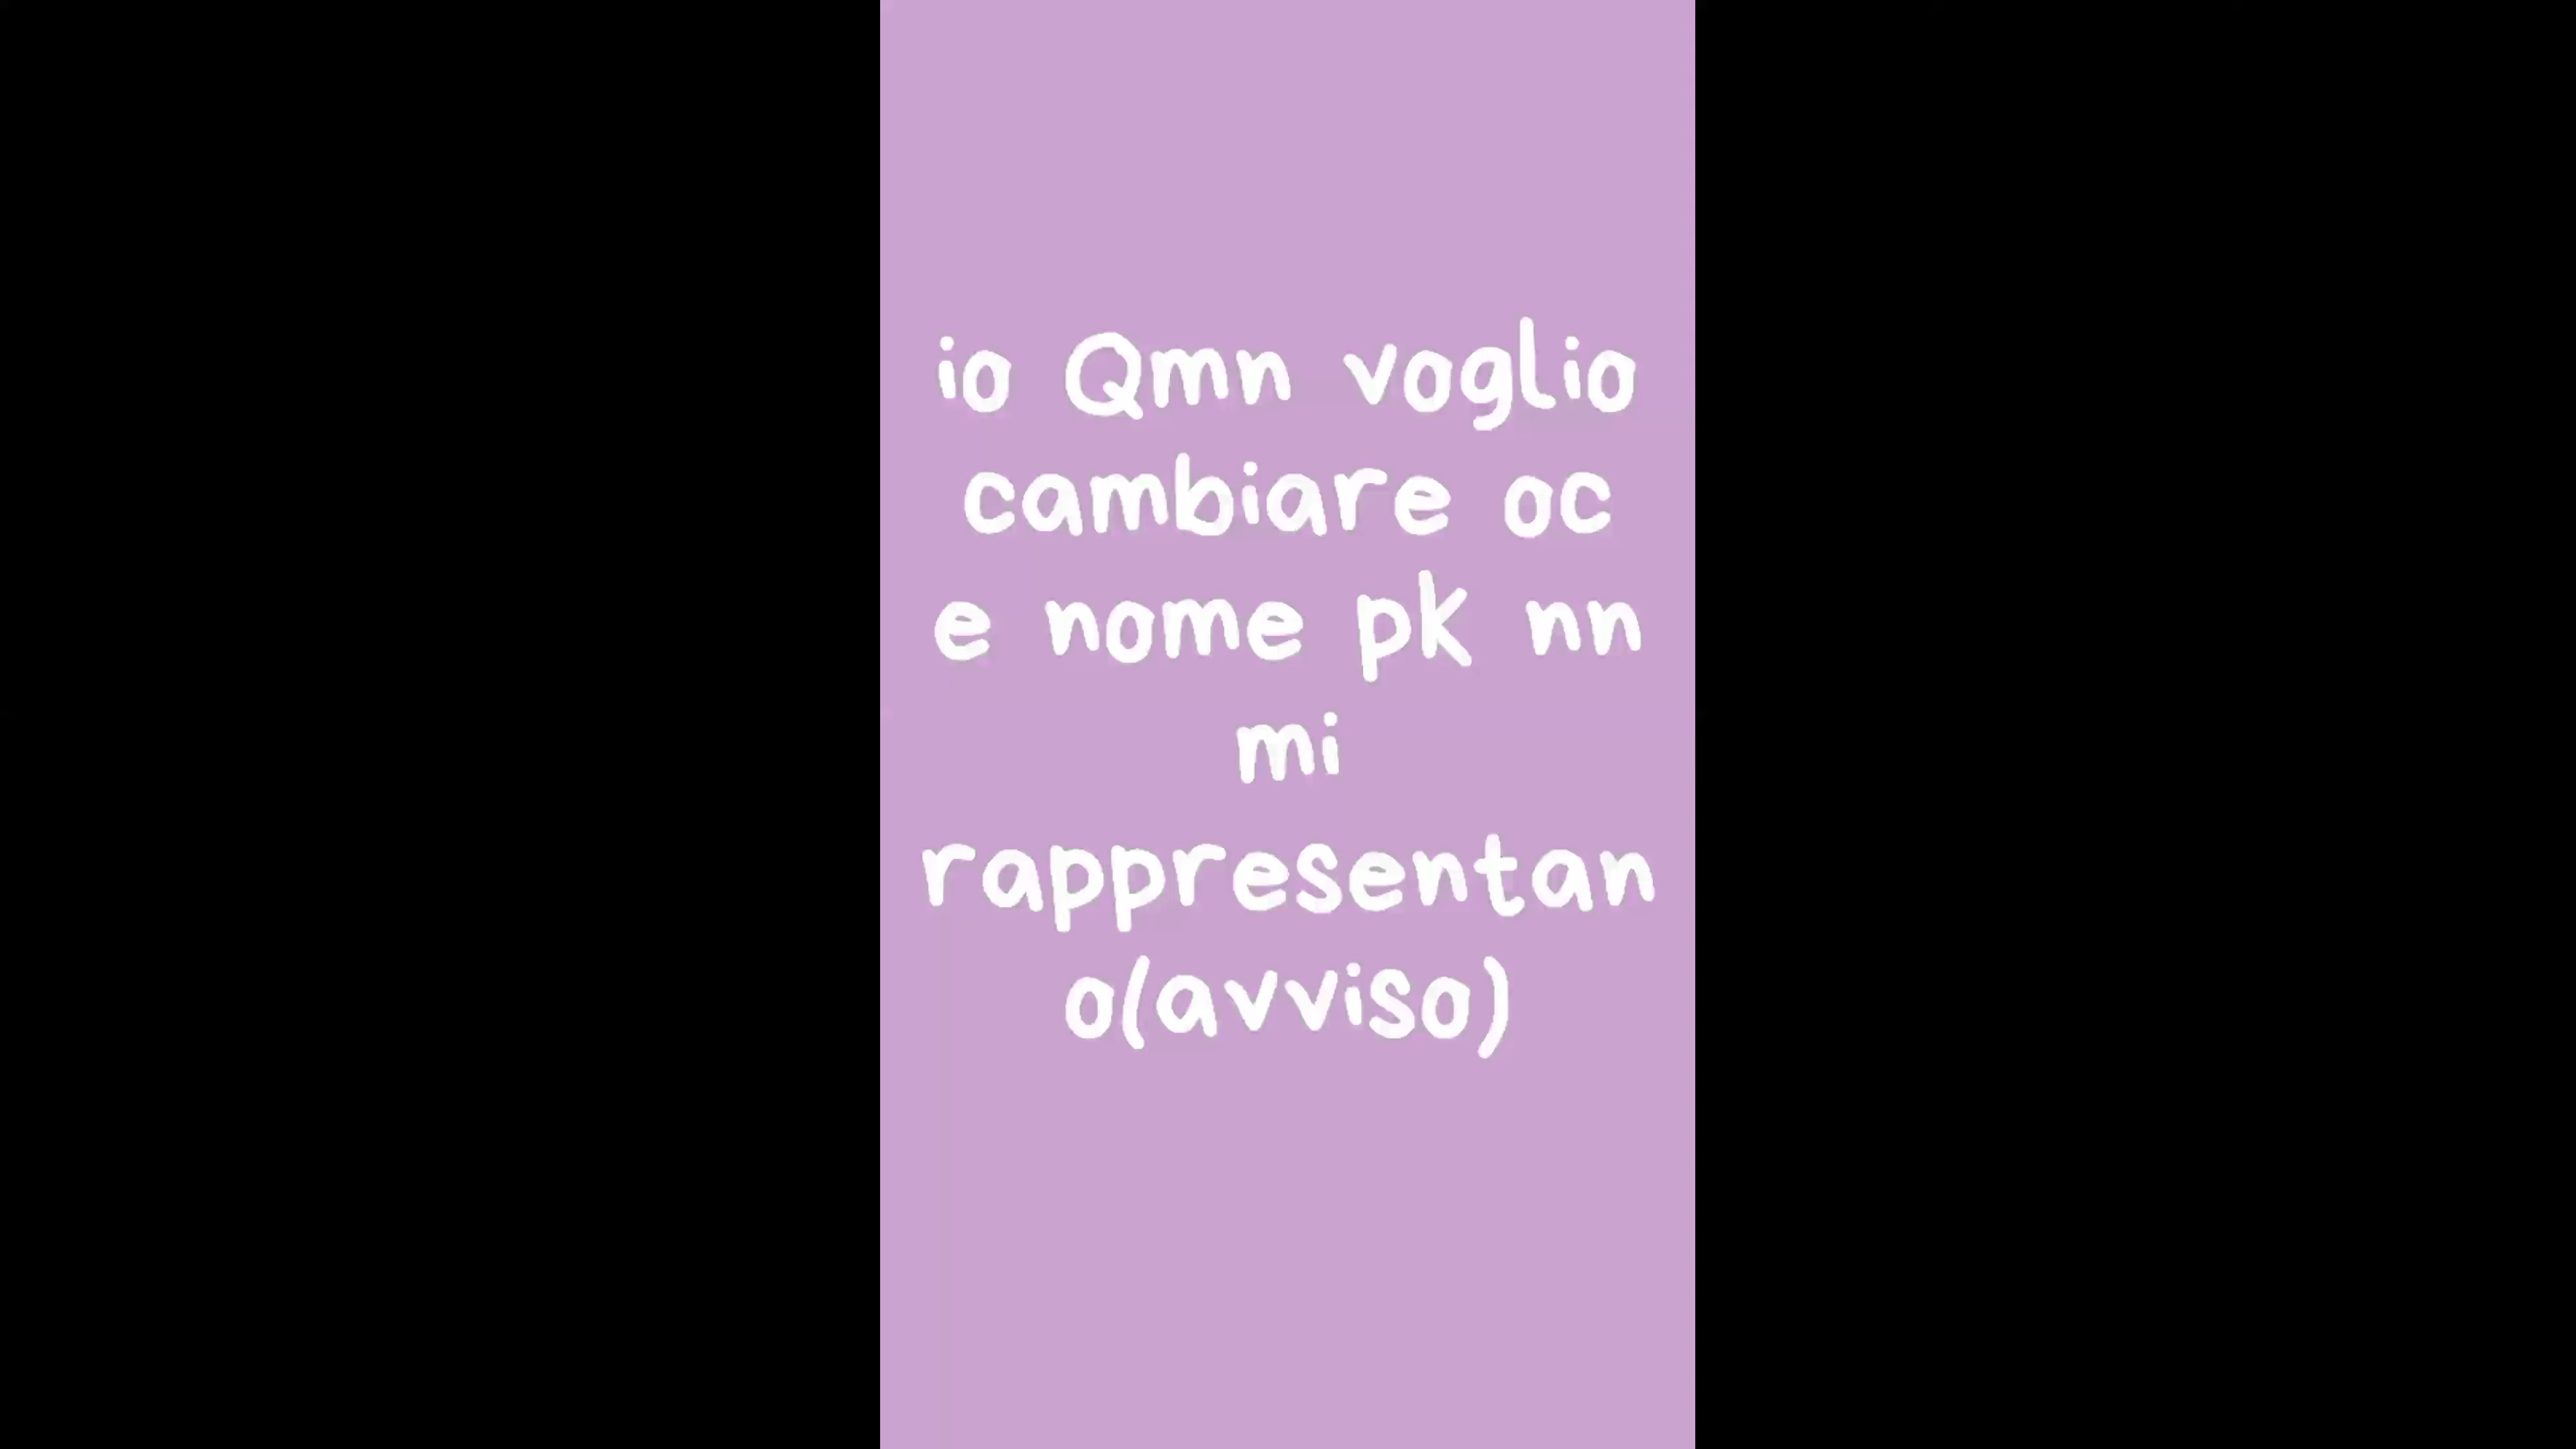 io Qmn voglio
cambiare oc
e nome pk nn
mi
rappresentan
o(avviso)